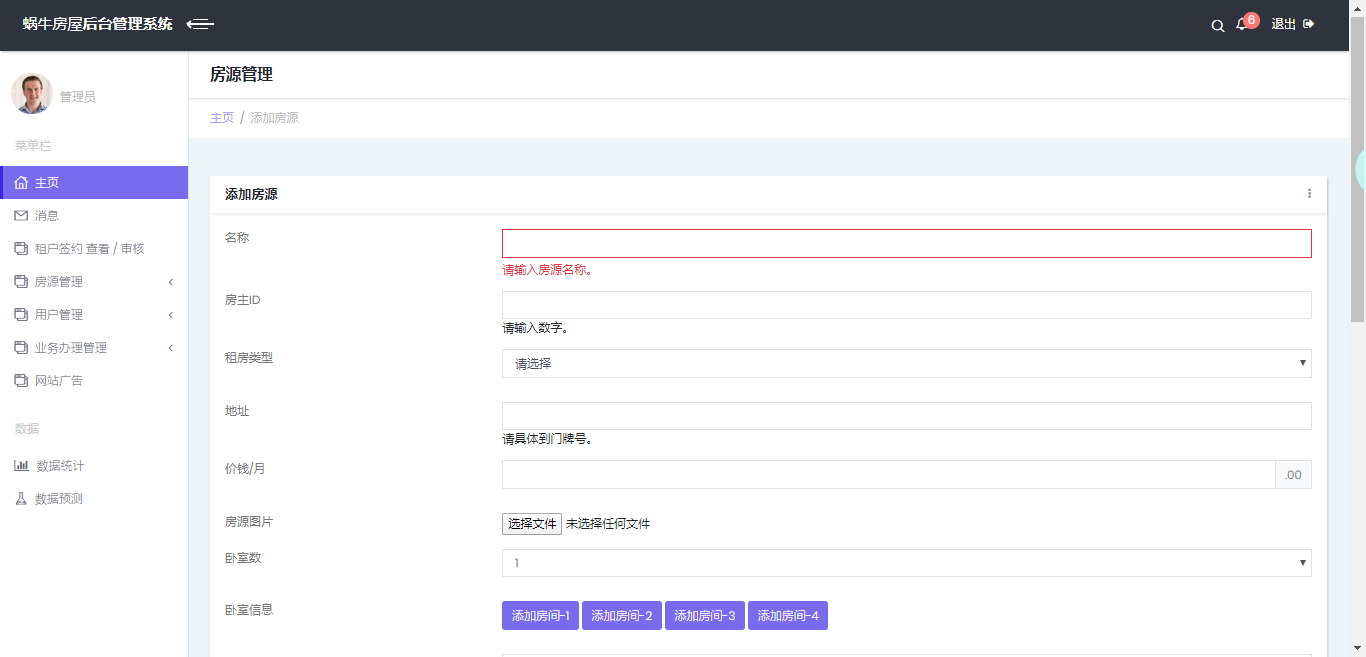 蜗牛房屋后台管理系统
6
退出
管理员
菜单栏
主页
消息
租户签约 查看 / 审核
房源管理
用户管理
业务办理管理
网站广告
数据
数据统计
数据预测
房源管理
主页 / 添加房源
添加房源
名称
请输入房源名称。
房主ID
请输入数字。
租房类型
请选择
地址
请具体到门牌号。
价钱/月
.00
房源图片
选择文件 未选择任何文件
卧室数
1
卧室信息
添加房间-1 添加房间-2 添加房间-3 添加房间-4